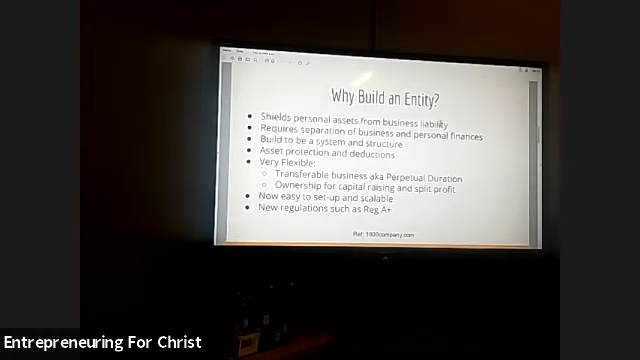 Why Build an Entity?
● Shields personal assets from business liability
● Requires separation of business and personal finances
● Build to be a system and structure
● Asset protection and deductions
● Very Flexible:
○ Transferable business aka Perpetual Duration
○ Ownership for capital raising and split profit
● Now easy to set-up and scalable
● New regulations such as Reg A+
Ref: 1800company.com
Entrepreneuring For Christ